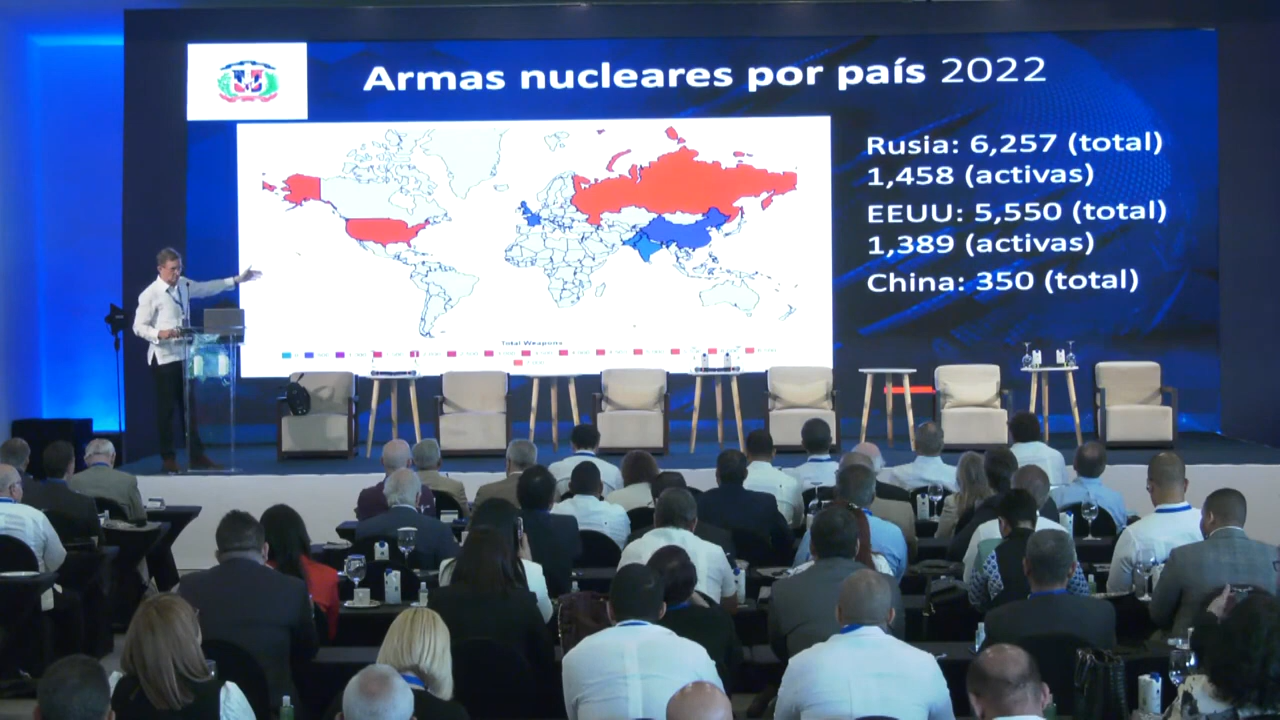 Armas nucleares por país 2022
Rusia: 6,257 (total)
1,458 (activas)
EEUU: 5,550 (total)
1,389 (activas)
China: 350 (total)
Total Weapons